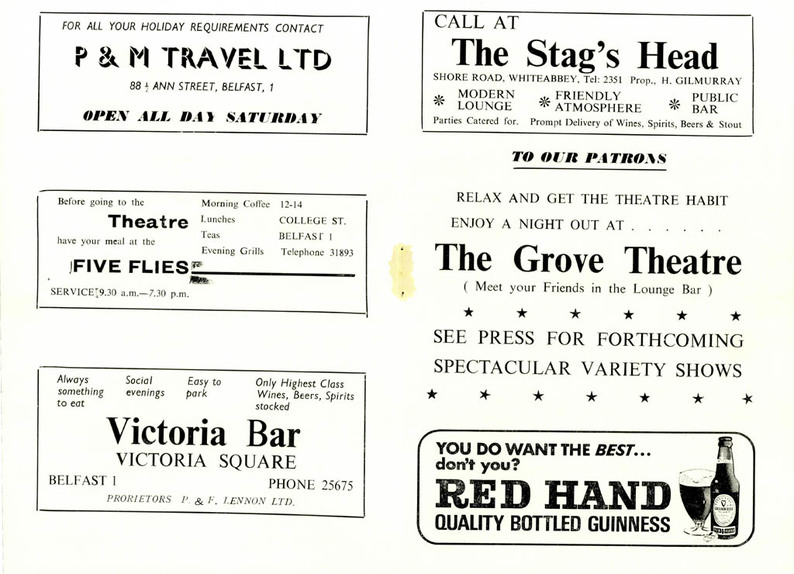 FOR ALL YOUR HOLIDAY REQUIREMENTS CONTACT
P & M TRAVEL LTD
88½ ANN STREET, BELFAST, 1
OPEN ALL DAY SATURDAY
Before going to the
Theatre
have your meal at the
FIVE FLIES
SERVICE 9.30 a.m.—7.30 p.m.
Morning Coffee 12-14
Lunches COLLEGE ST.
Teas BELFAST 1
Evening Grills Telephone 31893
Always something to eat
Social evenings
Easy to park
Only Highest Class Wines, Beers, Spirits stocked
Victoria Bar
VICTORIA SQUARE
BELFAST 1 PHONE 25675
PROPRIETORS P. & F. LENNON LTD.
CALL AT
The Stag's Head
SHORE ROAD, WHITEABBEY, Tel: 2351 Prop., H. GILMURRAY
MODERN LOUNGE
FRIENDLY ATMOSPHERE
PUBLIC BAR
Parties Catered for. Prompt Delivery of Wines, Spirits, Beers & Stout
TO OUR PATRONS
RELAX AND GET THE THEATRE HABIT
ENJOY A NIGHT OUT AT . . . . . .
The Grove Theatre
( Meet your Friends in the Lounge Bar )
SEE PRESS FOR FORTHCOMING
SPECTACULAR VARIETY SHOWS
YOU DO WANT THE BEST...
don't you?
RED HAND
QUALITY BOTTLED GUINNESS